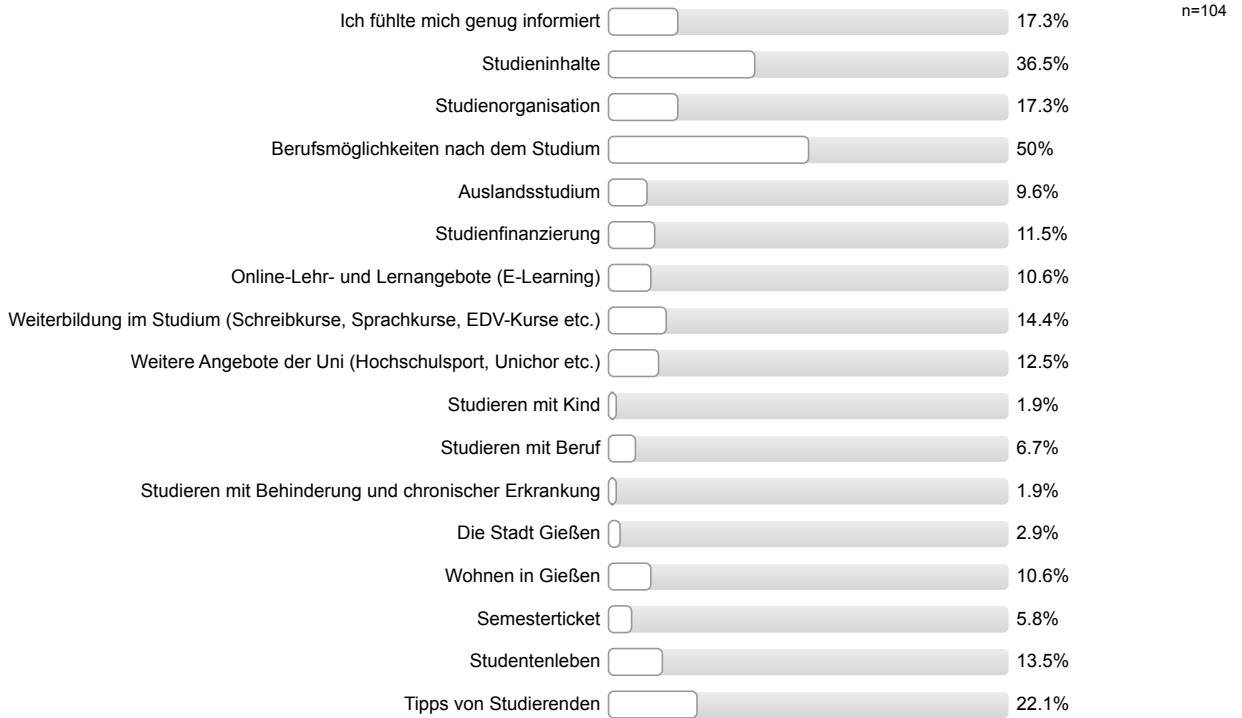 n=104
Ich fühlte mich genug informiert 17.3%
Studieninhalte 36.5%
Studienorganisation 17.3%
Berufsmöglichkeiten nach dem Studium 50%
Auslandsstudium 9.6%
Studienfinanzierung 11.5%
Online-Lehr- und Lernangebote (E-Learning) 10.6%
Weiterbildung im Studium (Schreibkurse, Sprachkurse, EDV-Kurse etc.) 14.4%
Weitere Angebote der Uni (Hochschulsport, Unichor etc.) 12.5%
Studieren mit Kind 1.9%
Studieren mit Beruf 6.7%
Studieren mit Behinderung und chronischer Erkrankung 1.9%
Die Stadt Gießen 2.9%
Wohnen in Gießen 10.6%
Semesterticket 5.8%
Studentenleben 13.5%
Tipps von Studierenden 22.1%